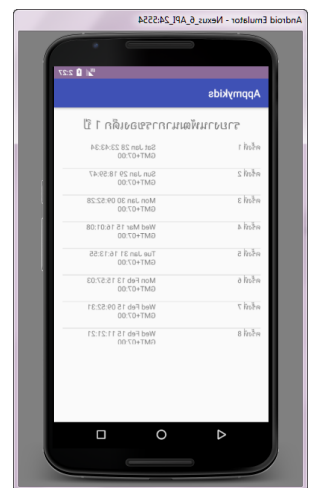 Android Emulator - Nexus_6_API_24:5554
2:27
Appmykids
รายงานพัฒนาการของเด็ก 1 ปี
ครั้งที่ 1 Sat Jan 28 23:43:34
GMT+07:00
ครั้งที่ 2 Sun Jan 29 18:59:47
GMT+07:00
ครั้งที่ 3 Mon Jan 30 09:52:28
GMT+07:00
ครั้งที่ 4 Wed Mar 15 16:01:08
GMT+07:00
ครั้งที่ 5 Tue Jan 31 16:13:55
GMT+07:00
ครั้งที่ 6 Mon Feb 13 15:57:03
GMT+07:00
ครั้งที่ 7 Wed Feb 15 09:52:31
GMT+07:00
ครั้งที่ 8 Wed Feb 15 11:21:21
GMT+07:00